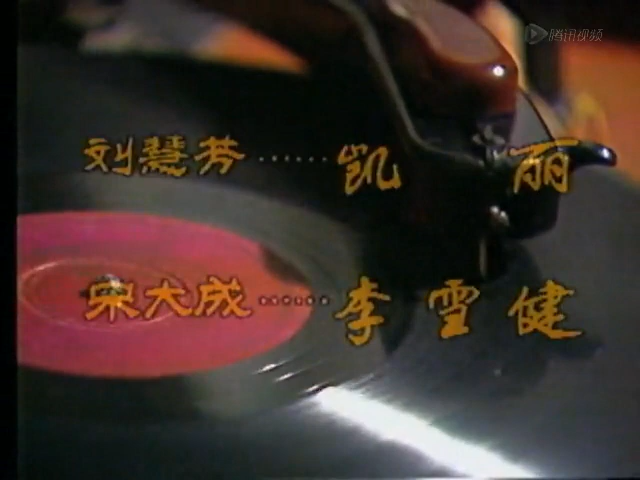 腾讯视频
刘慧芳……凯 丽
宋大成……李 雪 健